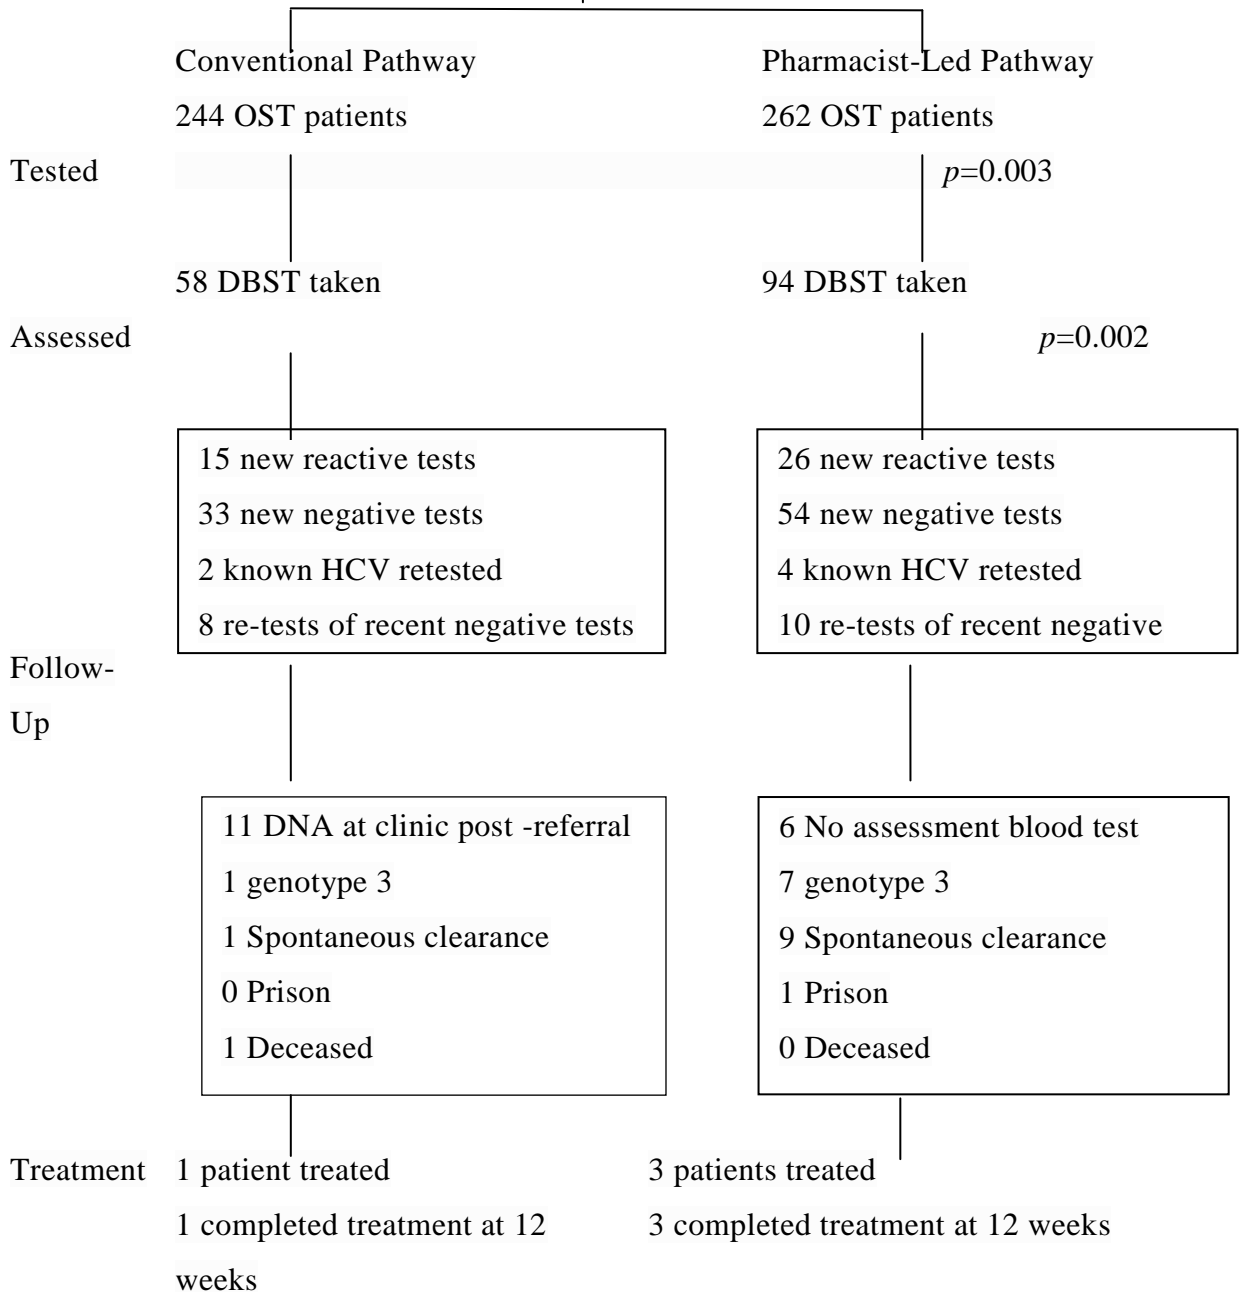 Conventional Pathway
Pharmacist-Led Pathway
244 OST patients
262 OST patients
Tested
p=0.003
58 DBST taken
94 DBST taken
Assessed
p=0.002
15 new reactive tests
33 new negative tests
2 known HCV retested
8 re-tests of recent negative tests
26 new reactive tests
54 new negative tests
4 known HCV retested
10 re-tests of recent negative
Follow-
Up
11 DNA at clinic post -referral
1 genotype 3
1 Spontaneous clearance
0 Prison
1 Deceased
6 No assessment blood test
7 genotype 3
9 Spontaneous clearance
1 Prison
0 Deceased
Treatment
1 patient treated
1 completed treatment at 12
weeks
3 patients treated
3 completed treatment at 12 weeks